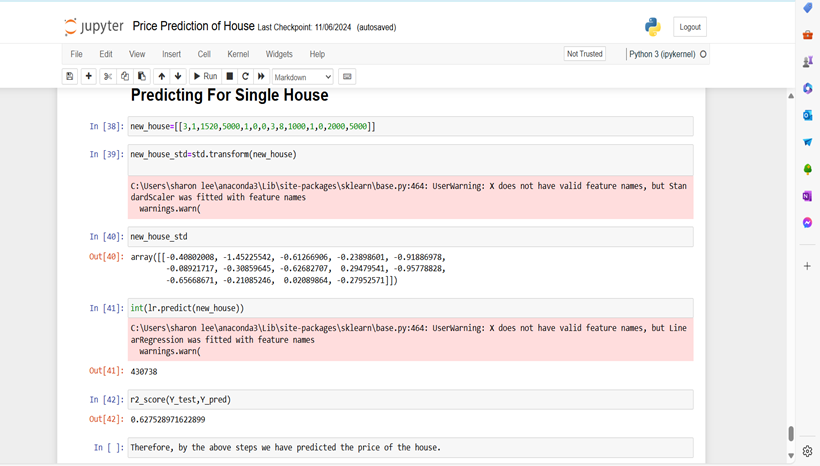 jupyter Price Prediction of House Last Checkpoint: 11/06/2024 (autosaved)
Logout
File Edit View Insert Cell Kernel Widgets Help
Not Trusted Python 3 (ipykernel)
Run Markdown
Predicting For Single House
In [38]: new_house=[[3,1,1520,5000,1,0,0,3,8,1000,1,0,2000,5000]]
In [39]: new_house_std=std.transform(new_house)
C:\Users\sharon lee\anaconda3\Lib\site-packages\sklearn\base.py:464: UserWarning: X does not have valid feature names, but Stan
dardScaler was fitted with feature names
warnings.warn(
In [40]: new_house_std
Out[40]: array([[-0.40802008, -1.45225542, -0.61266906, -0.23898601, -0.91886978,
-0.08921717, -0.30859645, -0.62682707, 0.29479541, -0.95778828,
-0.65668671, -0.21085246, 0.02089864, -0.27952571]])
In [41]: int(lr.predict(new_house))
C:\Users\sharon lee\anaconda3\Lib\site-packages\sklearn\base.py:464: UserWarning: X does not have valid feature names, but Line
arRegression was fitted with feature names
warnings.warn(
Out[41]: 430738
In [42]: r2_score(Y_test,Y_pred)
Out[42]: 0.627528971622899
In [ ]: Therefore, by the above steps we have predicted the price of the house.